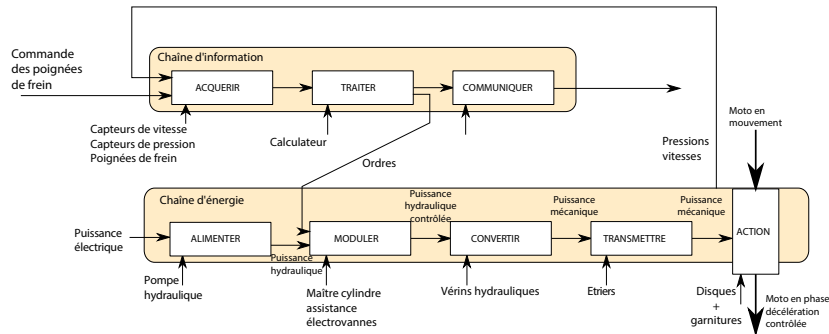 Commande
des poignées
de frein
Chaîne d'information
ACQUERIR
TRAITER
COMMUNIQUER
Capteurs de vitesse
Capteurs de pression
Poignées de frein
Calculateur
Ordres
Pressions
vitesses
Moto en
mouvement
Chaîne d'énergie
Puissance
électrique
ALIMENTER
Puissance
hydraulique
MODULER
Puissance
hydraulique
contrôlée
CONVERTIR
Puissance
mécanique
TRANSMETTRE
Puissance
mécanique
ACTION
Pompe
hydraulique
Maître cylindre
assistance
électrovannes
Vérins hydrauliques
Etriers
Disques
+
garnitures
Moto en phase
décélération
contrôlée